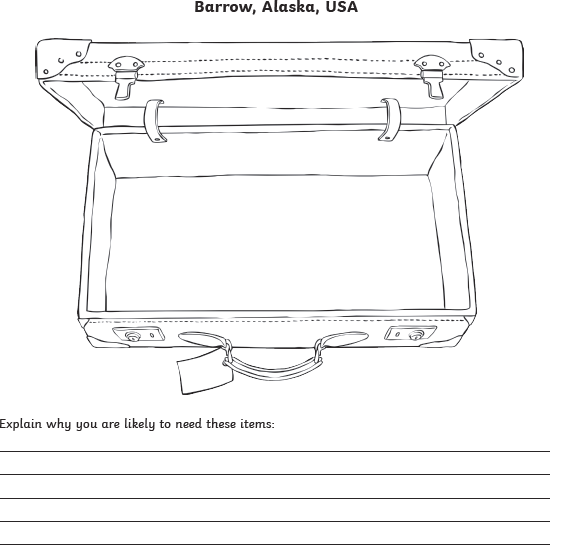 Barrow, Alaska, USA
Explain why you are likely to need these items: